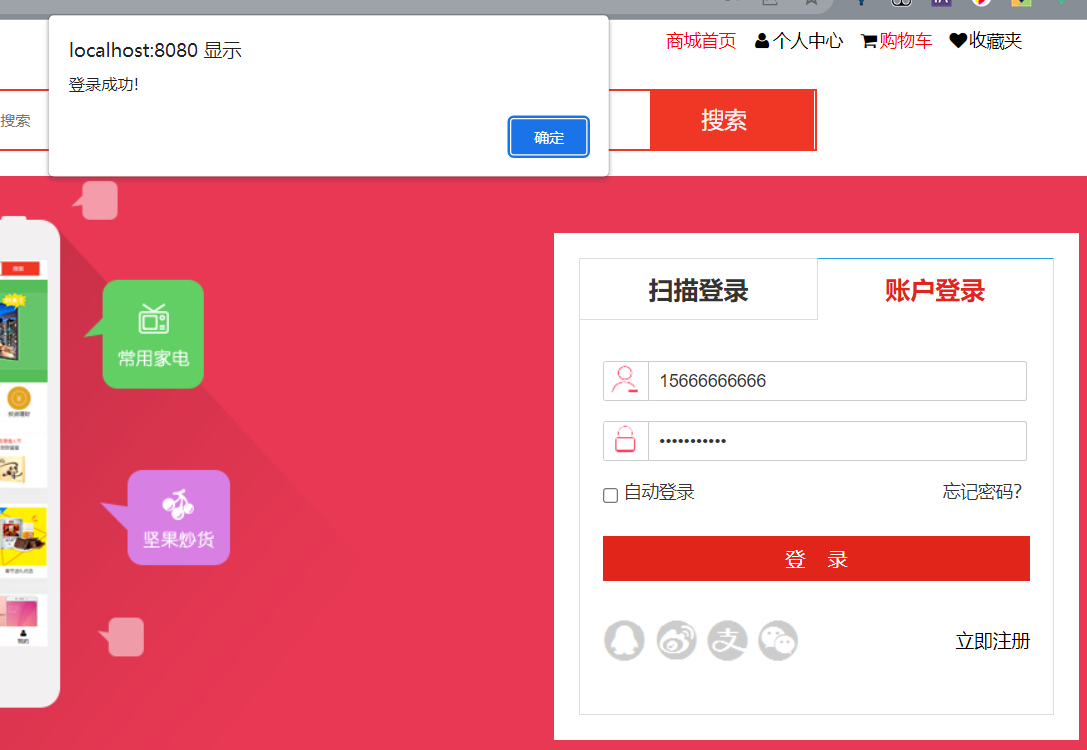 localhost:8080 显示
登录成功!
确定
商城首页 个人中心 购物车 收藏夹
搜索
搜索
常用家电
坚果炒货
扫描登录
账户登录
15666666666
•••••••••••
自动登录 忘记密码?
登 录
支
立即注册